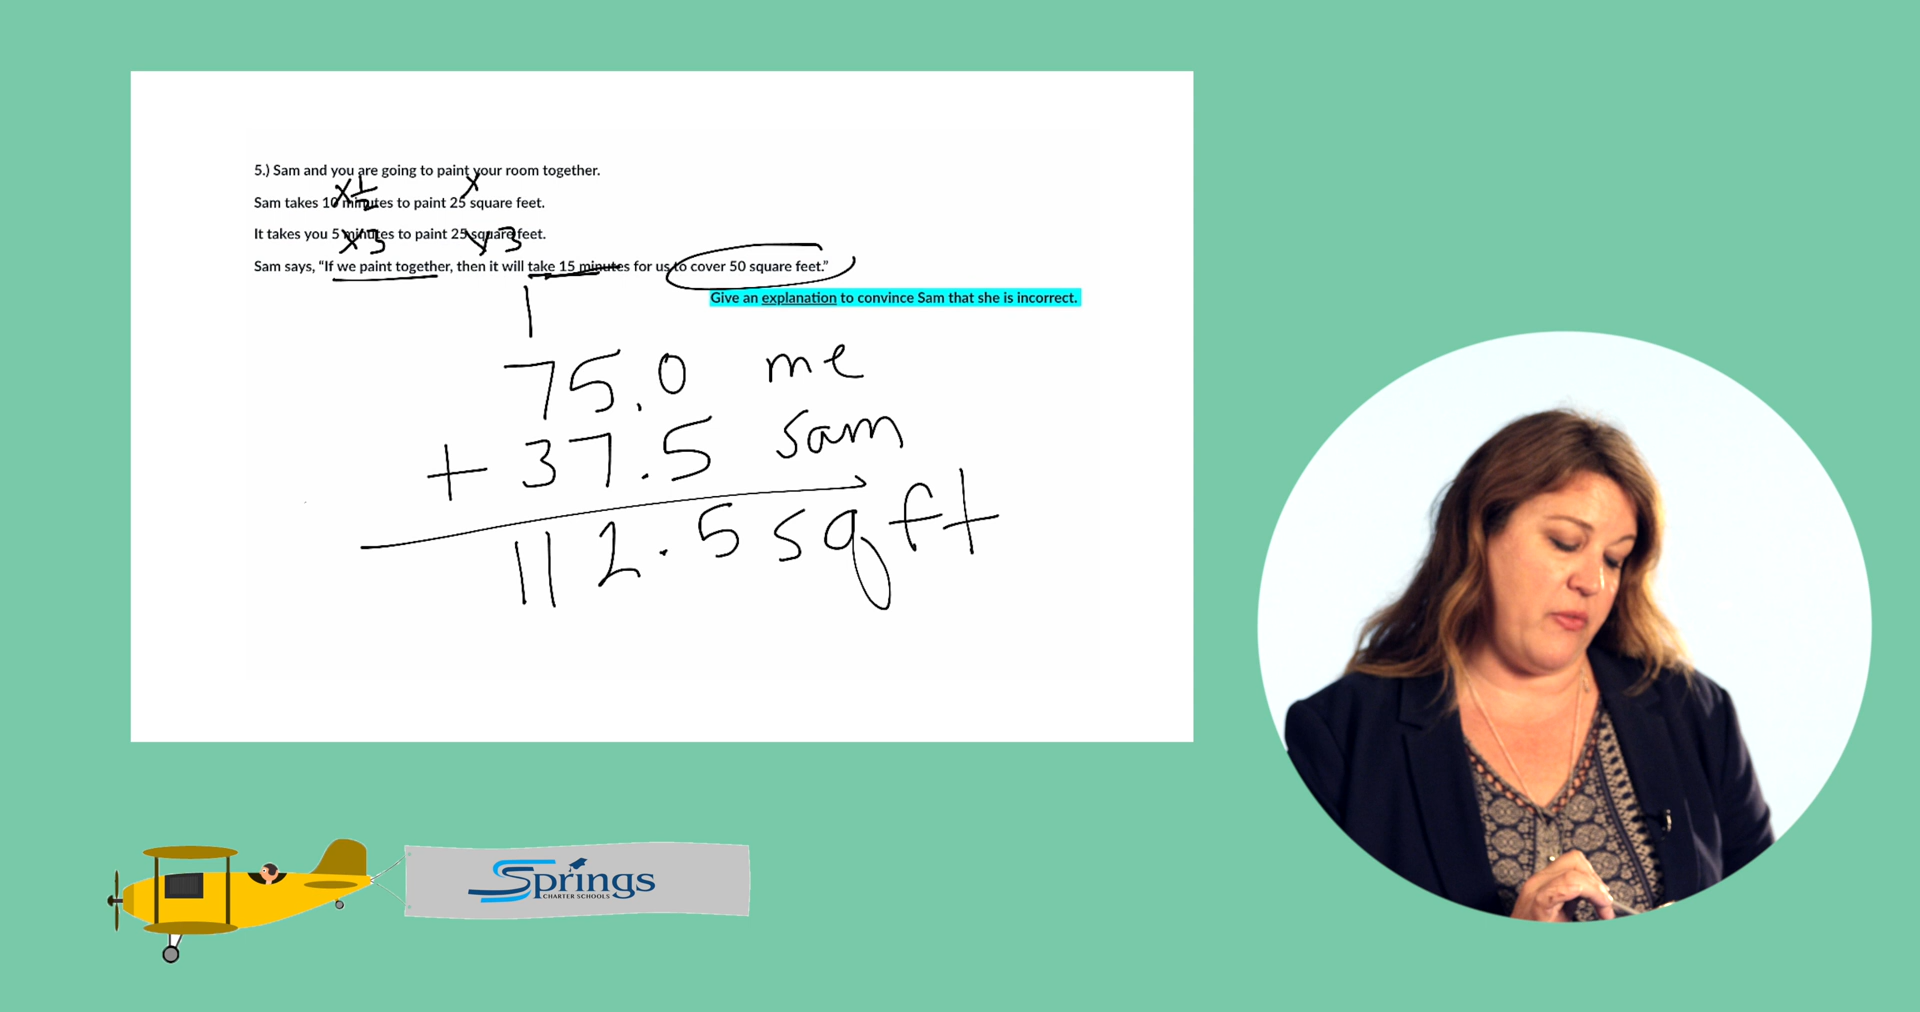 5.) Sam and you are going to paint your room together.
x 1/2 x
Sam takes 10 minutes to paint 25 square feet.
It takes you 5 minutes to paint 25 square feet.
x3 x3
Sam says, “If we paint together, then it will take 15 minutes for us to cover 50 square feet.”
Give an explanation to convince Sam that she is incorrect.
1
75.0 me
+ 37.5 sam
112.5 sqft
Springs
CHARTER SCHOOLS